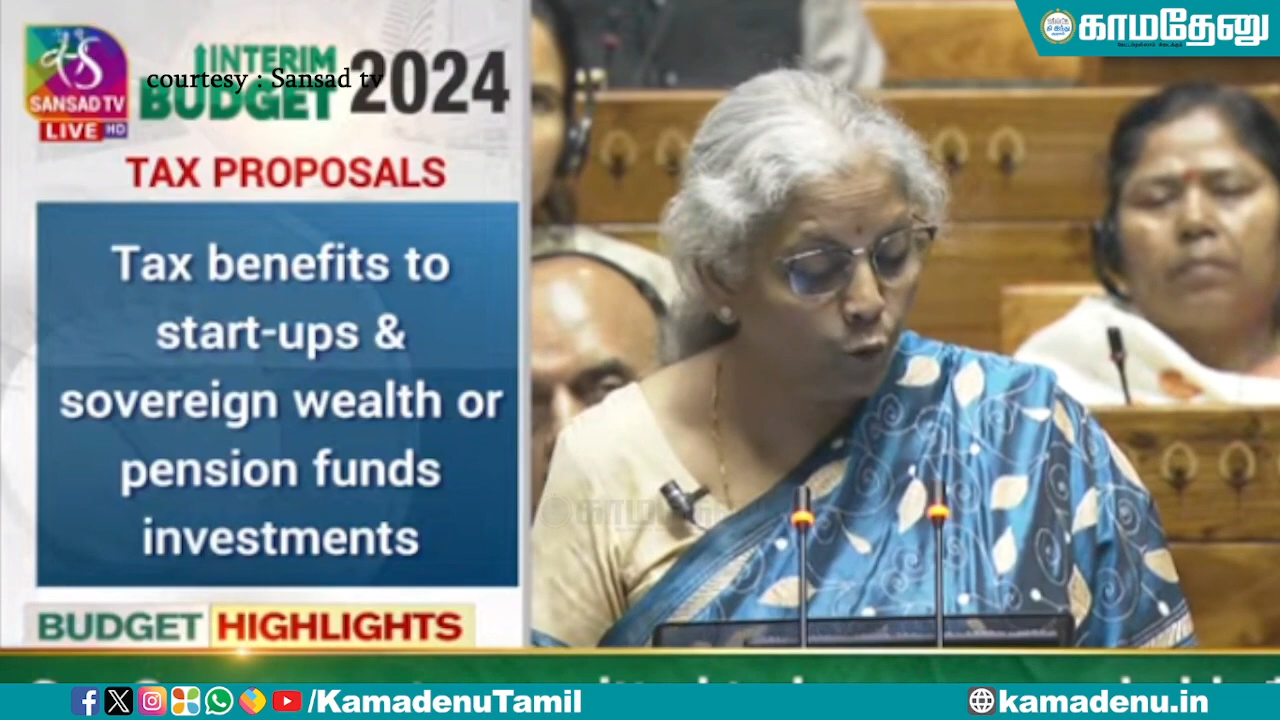 SANSAD TV
LIVE HD
INTERIM
BUDGET 2024
courtesy : Sansad tv
TAX PROPOSALS
Tax benefits to
start-ups &
sovereign wealth or
pension funds
investments
BUDGET HIGHLIGHTS
காமதேனு
காமதேனு
/KamadenuTamil
kamadenu.in